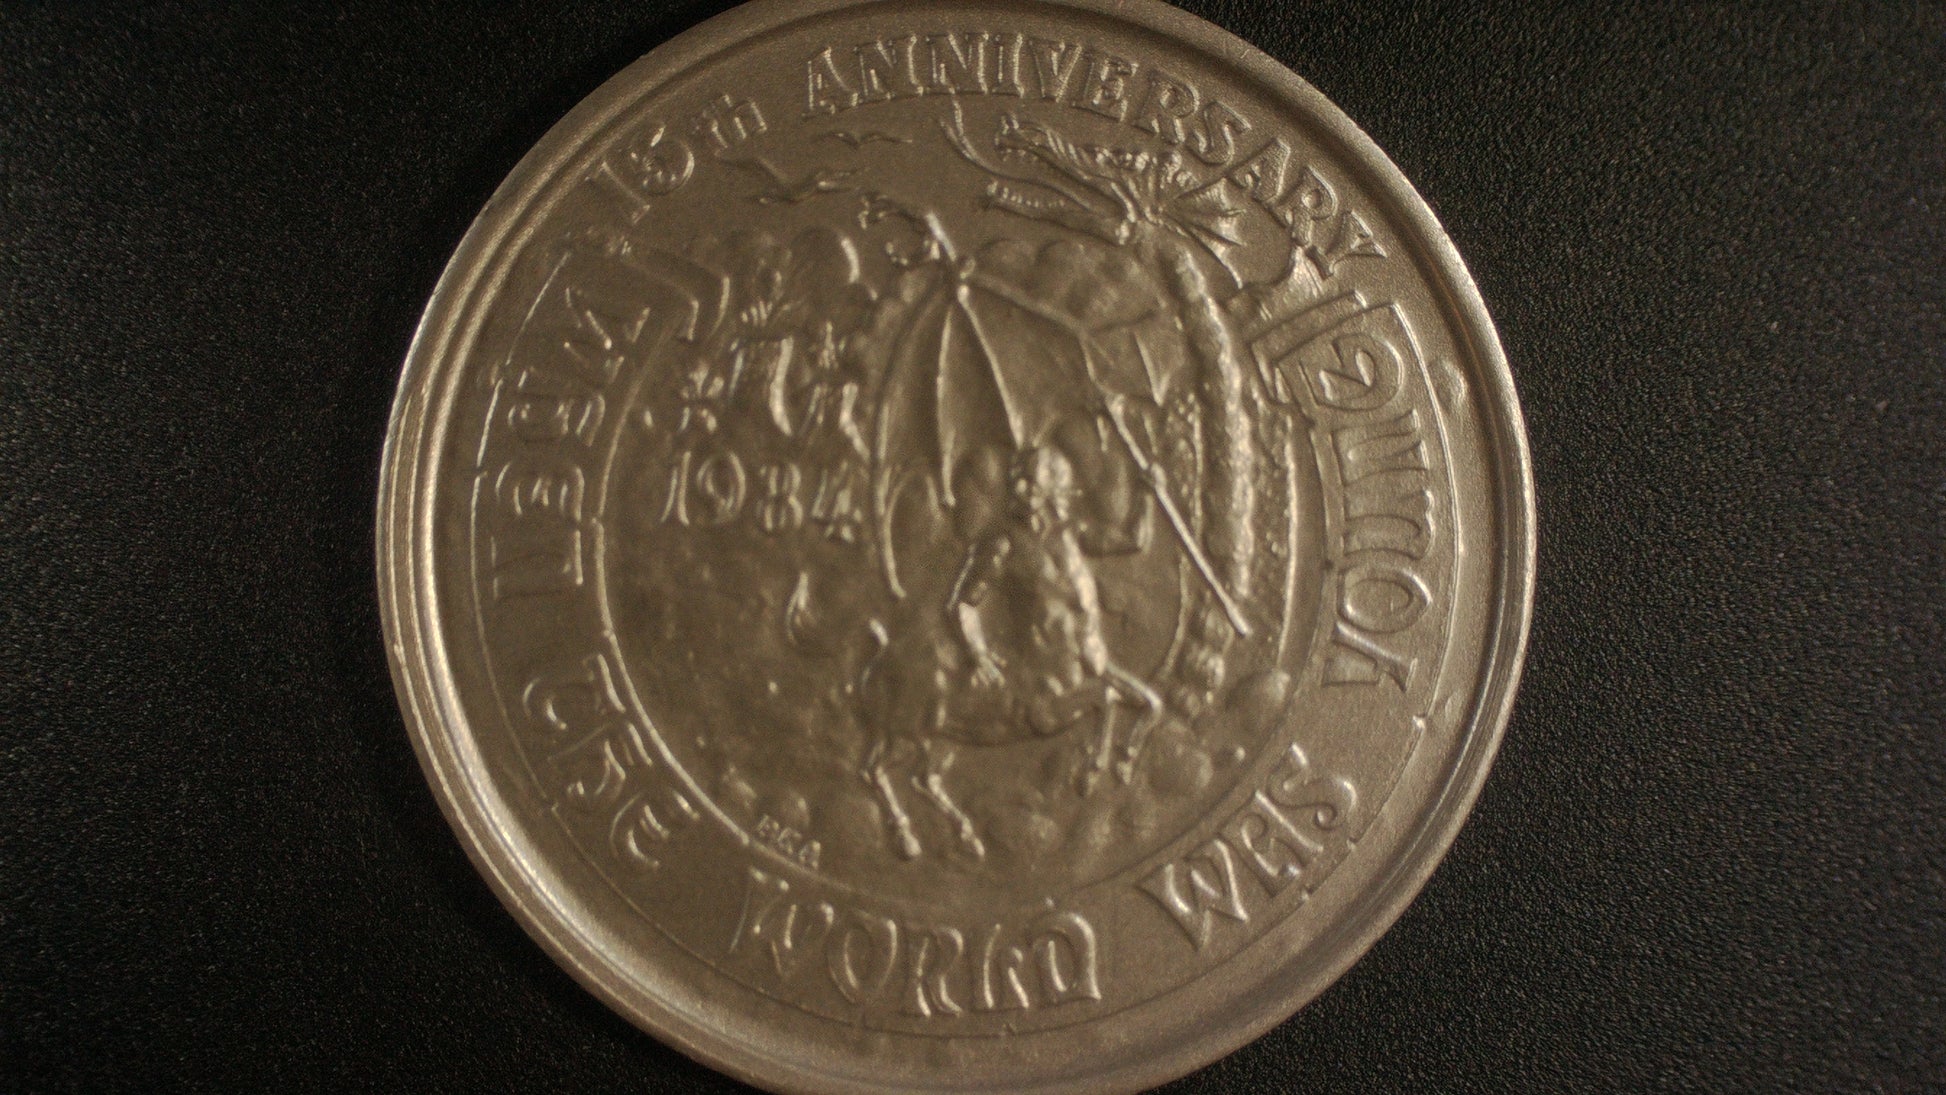 15th ANNIVERSARY
WHEN THE WORLD WAS YOUNG
1984